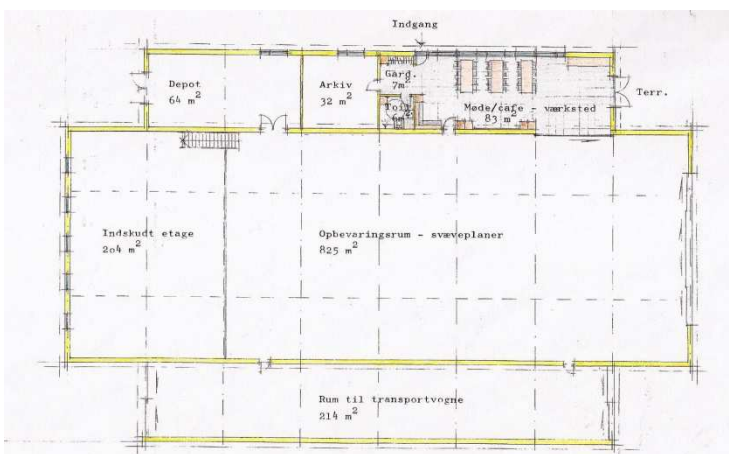 Indgang
Depot
64 m²
Arkiv
32 m²
Gard.
7m²
Toil.
6m²
Møde/cafe - værksted
83 m²
Terr.
Indskudt etage
2o4 m²
Opbevaringsrum - svæveplaner
825 m²
Rum til transportvogne
214 m²